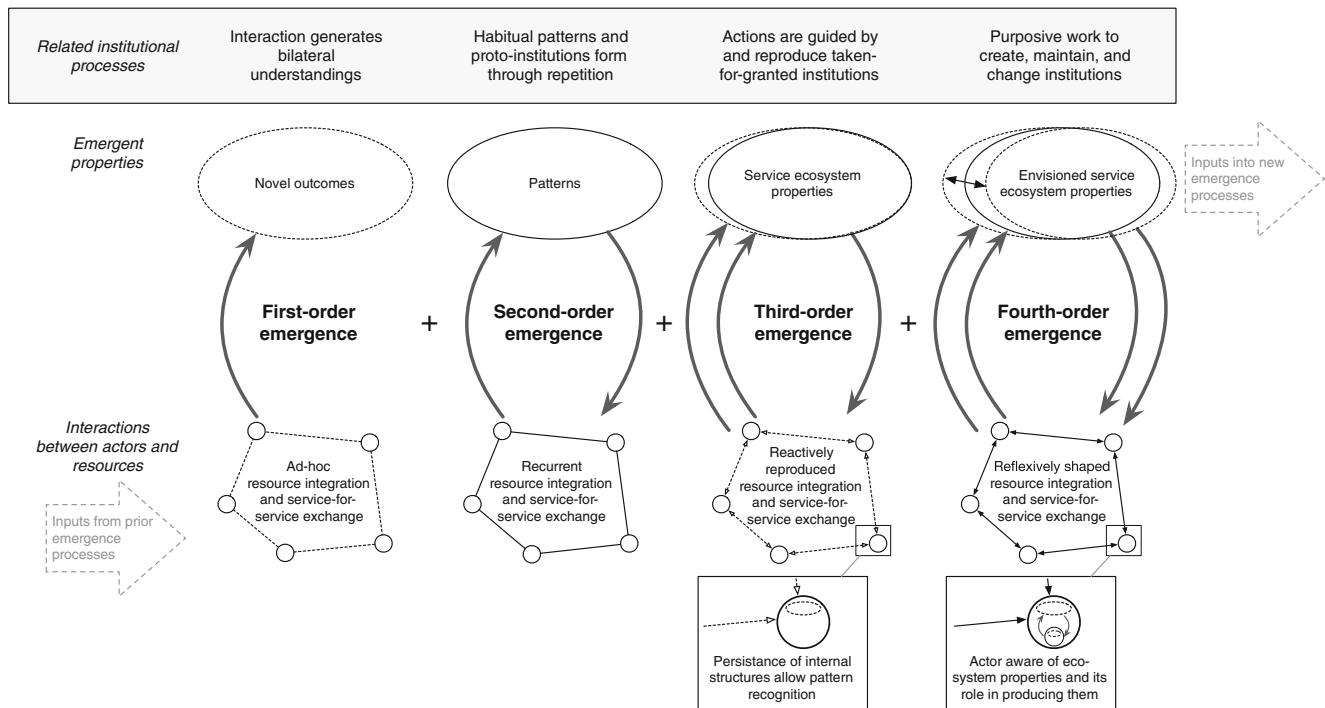 Related institutional
processes
Interaction generates
bilateral
understandings
Habitual patterns and
proto-institutions form
through repetition
Actions are guided by
and reproduce taken-
for-granted institutions
Purposive work to
create, maintain, and
change institutions
Emergent
properties
Novel outcomes
Patterns
Service ecosystem
properties
Envisioned service
ecosystem properties
Inputs into new
emergence
processes
First-order
emergence
+
Second-order
emergence
+
Third-order
emergence
+
Fourth-order
emergence
Interactions
between actors and
resources
Inputs from prior
emergence
processes
Ad-hoc
resource integration
and service-for-
service exchange
Recurrent
resource integration
and service-for-
service exchange
Reactively
reproduced
resource integration
and service-for-
service exchange
Reflexively shaped
resource integration
and service-for-
service exchange
Persistance of internal
structures allow pattern
recognition
Actor aware of eco-
system properties and its
role in producing them